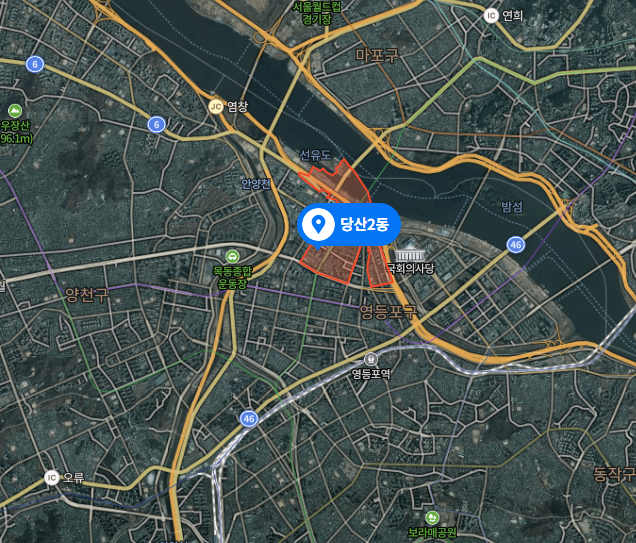 서울월드컵
경기장
IC 연희
마포구
6
JC 염창
우장산
96.1m)
6
선유도
안양천
밤섬
당산2동
46
국회의사당
목동종합
운동장
양천구
영등포구
영등포역
46
IC 오류
동작구
보라매공원